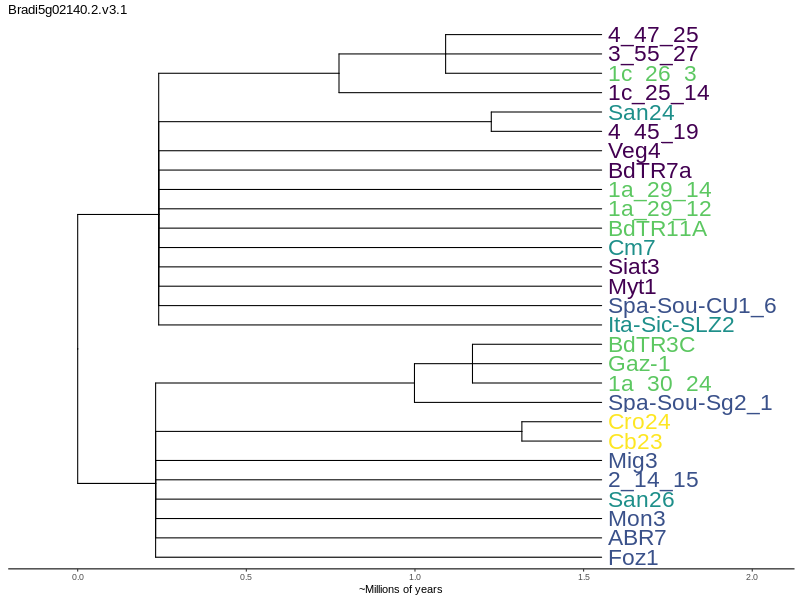 Bradi5g02140.2.v3.1
4_47_25
3_55_27
1c_26_3
1c_25_14
San24
4_45_19
Veg4
BdTR7a
1a_29_14
1a_29_12
BdTR11A
Cm7
Siat3
Myt1
Spa-Sou-CU1_6
Ita-Sic-SLZ2
BdTR3C
Gaz-1
1a_30_24
Spa-Sou-Sg2_1
Cro24
Cb23
Mig3
2_14_15
San26
Mon3
ABR7
Foz1
0.0 0.5 1.0 1.5 2.0
~Millions of years